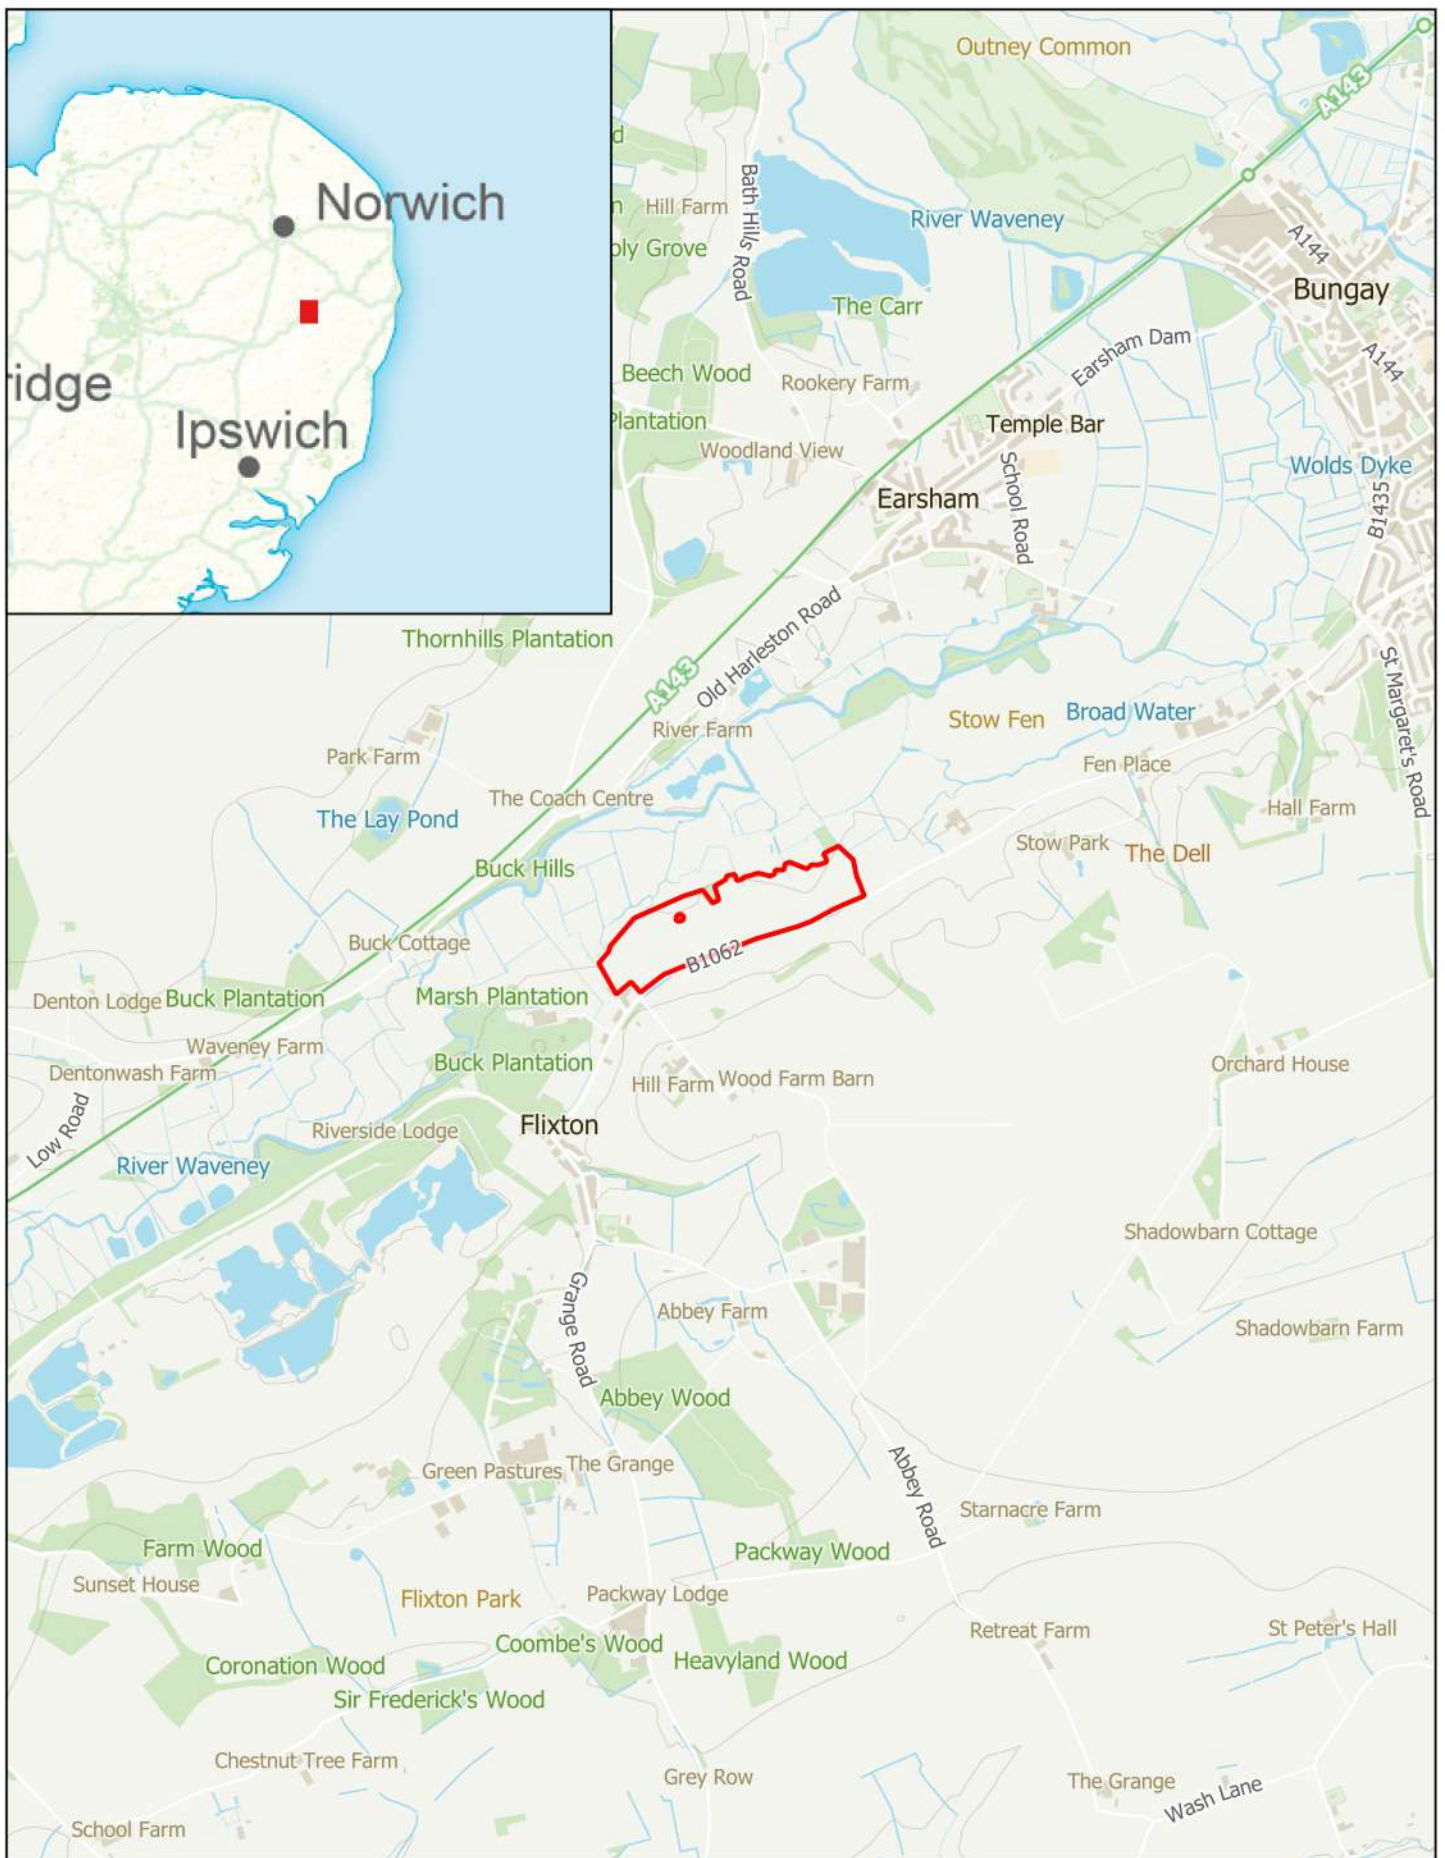 Outney Common
A143
d
Norwich
n
Hill Farm
Bath Hills Road
River Waveney
A144
oly Grove
Bungay
The Carr
Earsham Dam
A144
ridge
Beech Wood
Rookery Farm
Ipswich
Plantation
Temple Bar
Woodland View
Wolds Dyke
School Road
Earsham
B1435
Old Harleston Road
Thornhills Plantation
A143
St Margaret's Road
Stow Fen
Broad Water
River Farm
Park Farm
Fen Place
The Coach Centre
Hall Farm
The Lay Pond
Stow Park
The Dell
Buck Hills
Buck Cottage
B1062
Denton Lodge
Buck Plantation
Marsh Plantation
Waveney Farm
Buck Plantation
Orchard House
Dentonwash Farm
Hill Farm
Wood Farm Barn
Low Road
Riverside Lodge
Flixton
River Waveney
Shadowbarn Cottage
Grange Road
Abbey Farm
Shadowbarn Farm
Abbey Wood
Green Pastures
The Grange
Abbey Road
Starnacre Farm
Farm Wood
Packway Wood
Sunset House
Flixton Park
Packway Lodge
Retreat Farm
St Peter's Hall
Coombe's Wood
Coronation Wood
Heavyland Wood
Sir Frederick's Wood
Chestnut Tree Farm
Grey Row
The Grange
Wash Lane
School Farm